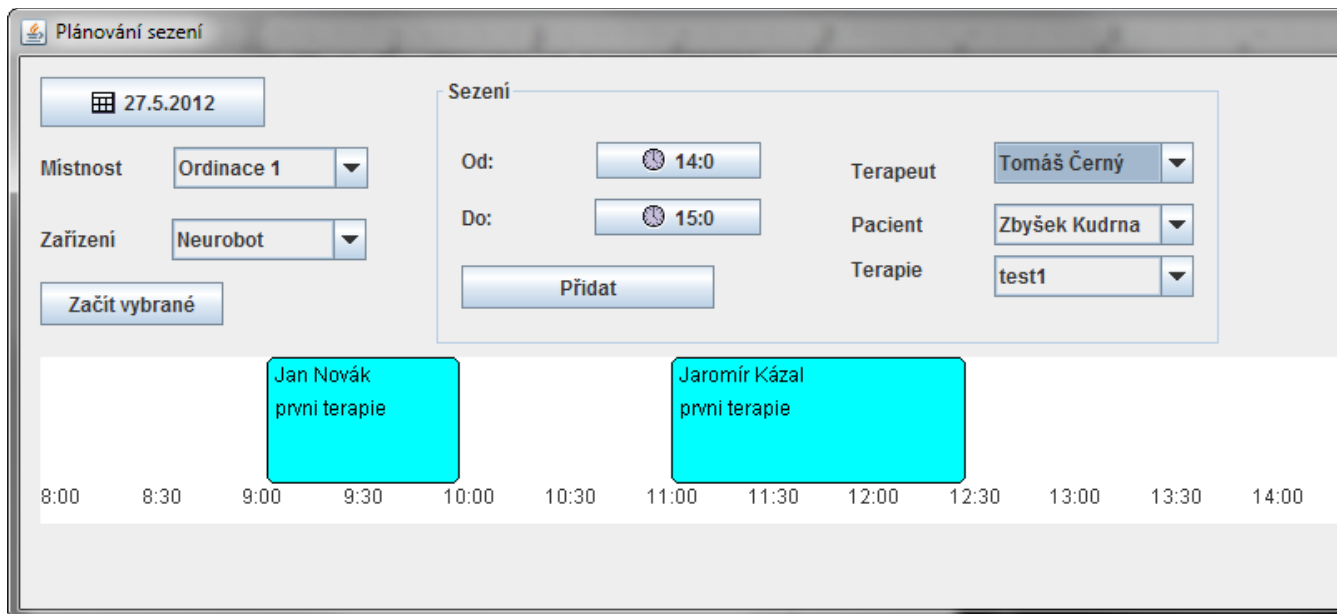 Plánování sezení
27.5.2012
Místnost Ordinace 1
Zařízení Neurobot
Začít vybrané
Sezení
Od: 14:0
Do: 15:0
Přidat
Terapeut Tomáš Černý
Pacient Zbyšek Kudrna
Terapie test1
Jan Novák
prvni terapie
Jaromír Kázal
prvni terapie
8:00 8:30 9:00 9:30 10:00 10:30 11:00 11:30 12:00 12:30 13:00 13:30 14:00